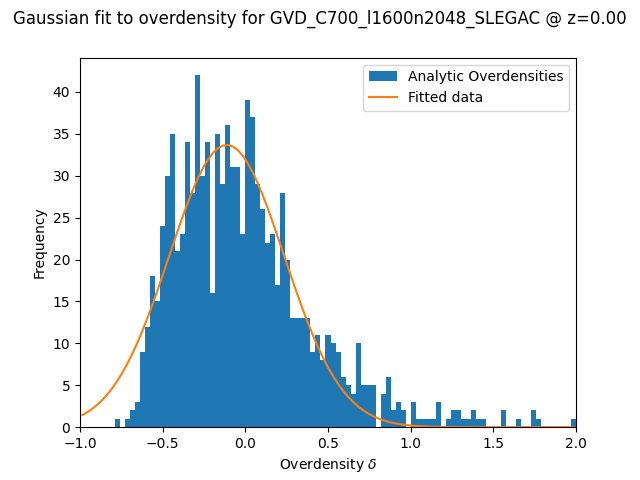 Gaussian fit to overdensity for GVD_C700_l1600n2048_SLEGAC @ z=0.00
Analytic Overdensities
Fitted data
Frequency
40
35
30
25
20
15
10
5
0
−1.0 −0.5 0.0 0.5 1.0 1.5 2.0
Overdensity δ